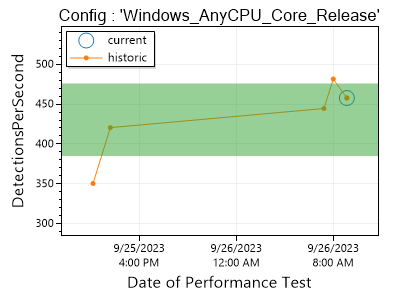 Config : 'Windows_AnyCPU_Core_Release'
current
historic
DetectionsPerSecond
500
450
400
350
300
9/25/2023
4:00 PM
9/26/2023
12:00 AM
9/26/2023
8:00 AM
Date of Performance Test